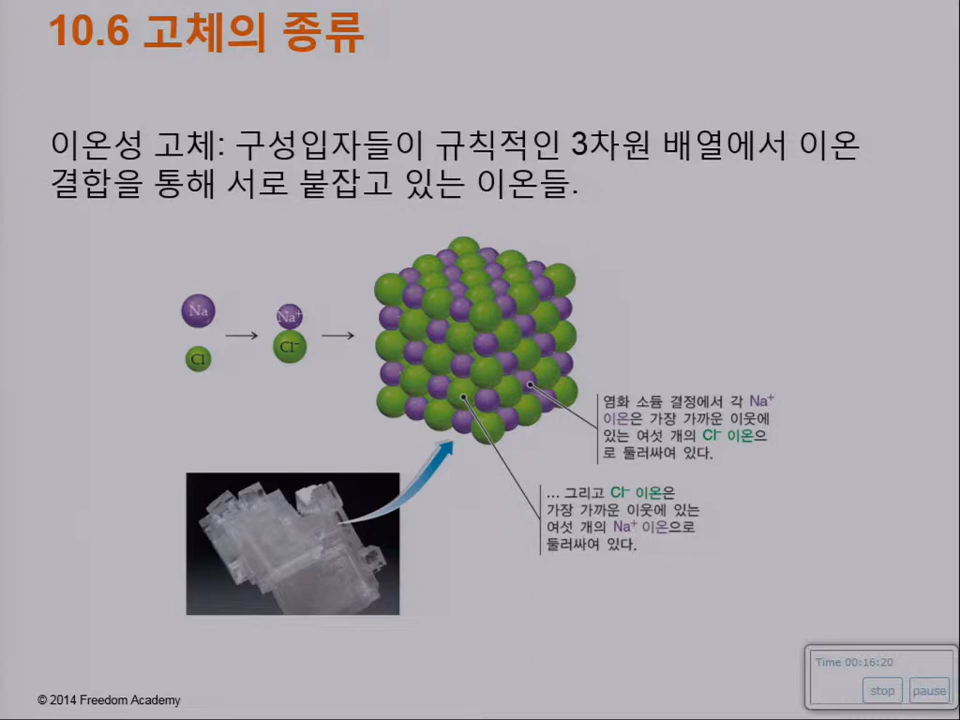 10.6 고체의 종류
이온성 고체: 구성입자들이 규칙적인 3차원 배열에서 이온
결합을 통해 서로 붙잡고 있는 이온들.
Na
Na⁺
Cl
Cl⁻
염화 소듐 결정에서 각 Na⁺
이온은 가장 가까운 이웃에
있는 여섯 개의 Cl⁻ 이온으
로 둘러싸여 있다.
... 그리고 Cl⁻ 이온은
가장 가까운 이웃에 있는
여섯 개의 Na⁺ 이온으로
둘러싸여 있다.
Time 00:16:20
stop pause
© 2014 Freedom Academy